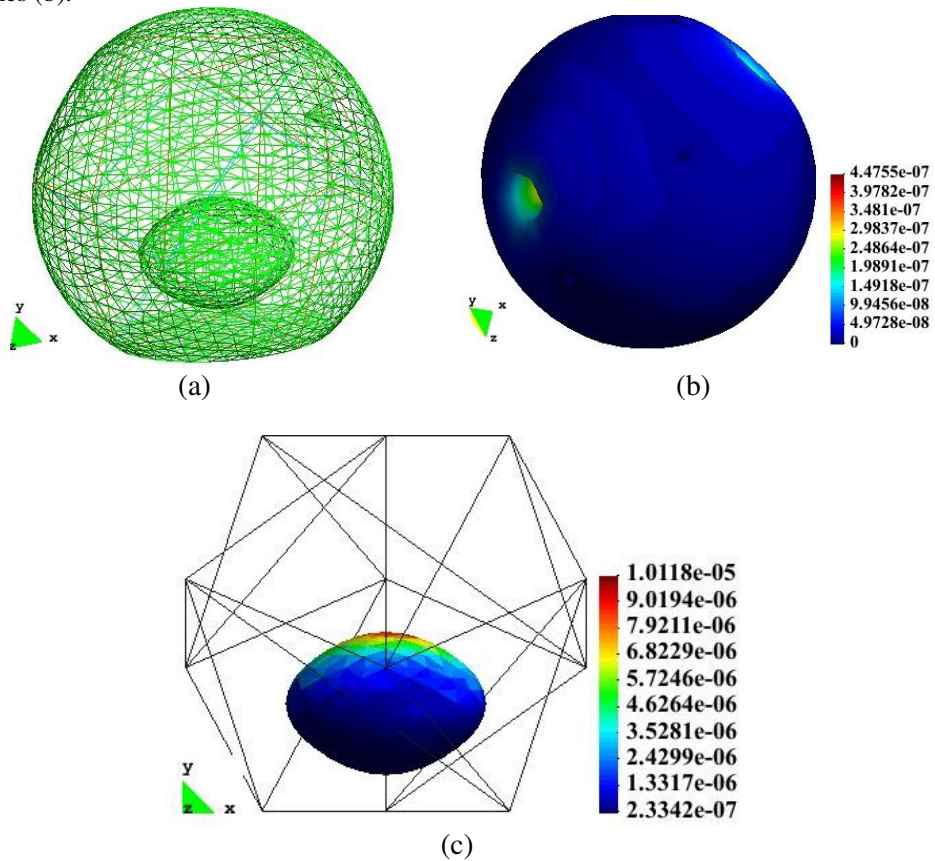 y
z x
y x
z
4.4755e-07
3.9782e-07
3.481e-07
2.9837e-07
2.4864e-07
1.9891e-07
1.4918e-07
9.9456e-08
4.9728e-08
0
(a)
(b)
1.0118e-05
9.0194e-06
7.9211e-06
6.8229e-06
5.7246e-06
4.6264e-06
3.5281e-06
2.4299e-06
1.3317e-06
2.3342e-07
y
z x
(c)